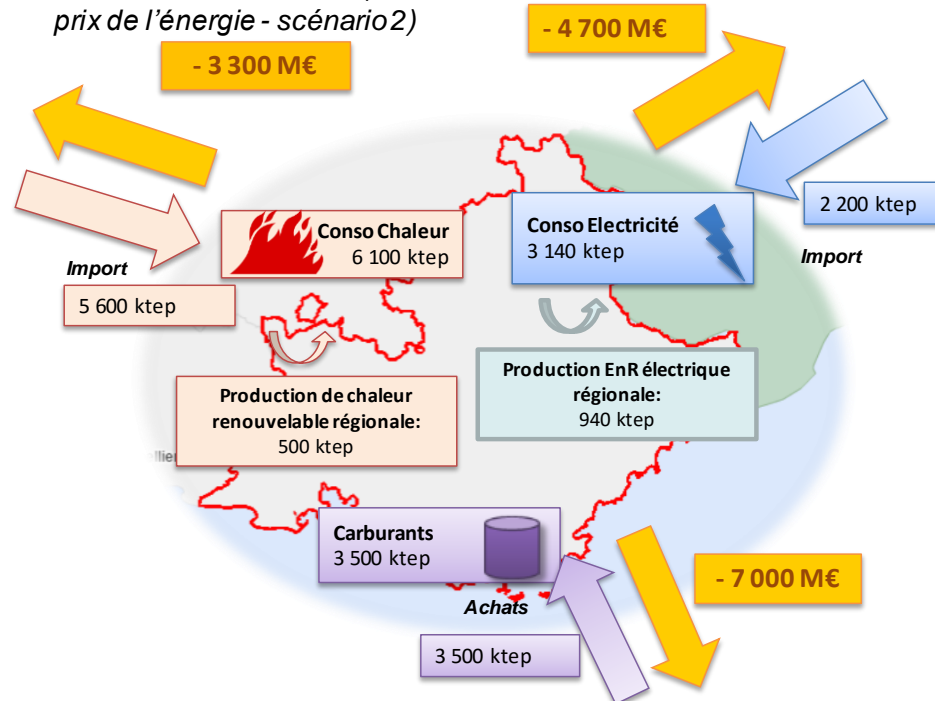 prix de l'énergie - scénario 2)
- 3 300 M€
- 4 700 M€
Conso Chaleur
6 100 ktep
Conso Electricité
3 140 ktep
2 200 ktep
Import
Import
5 600 ktep
Production de chaleur
renouvelable régionale:
500 ktep
Production EnR électrique
régionale:
940 ktep
Carburants
3 500 ktep
Achats
3 500 ktep
- 7 000 M€